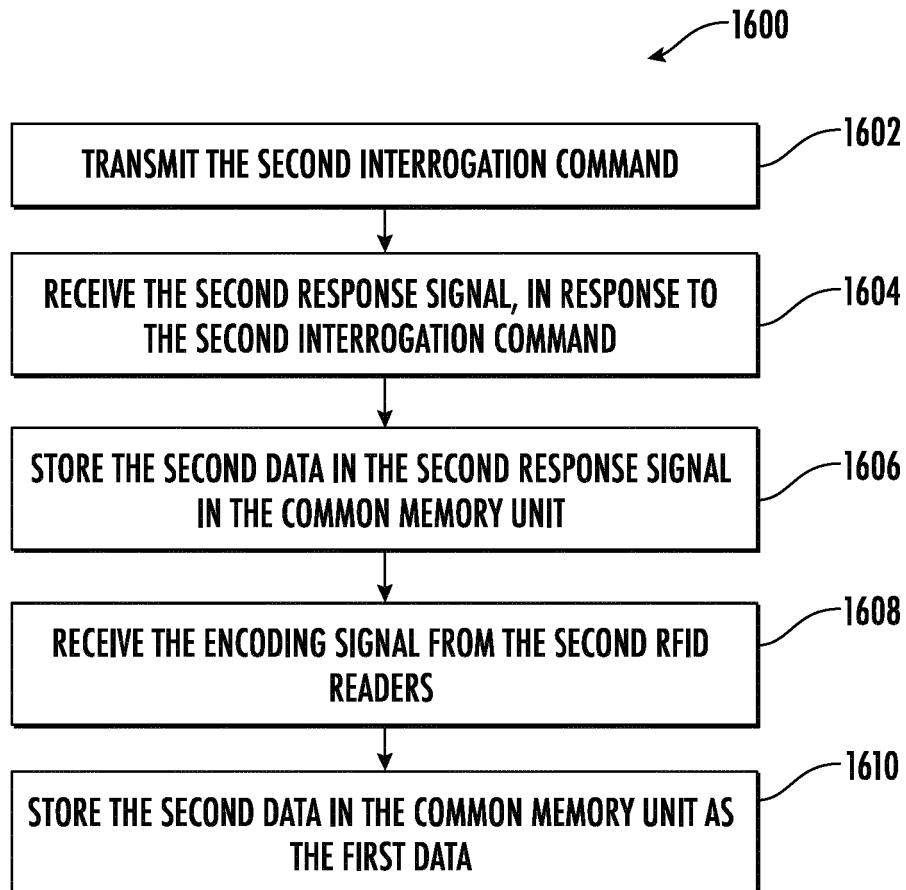 1600
TRANSMIT THE SECOND INTERROGATION COMMAND
1602
RECEIVE THE SECOND RESPONSE SIGNAL, IN RESPONSE TO
THE SECOND INTERROGATION COMMAND
1604
STORE THE SECOND DATA IN THE SECOND RESPONSE SIGNAL
IN THE COMMON MEMORY UNIT
1606
RECEIVE THE ENCODING SIGNAL FROM THE SECOND RFID
READERS
1608
STORE THE SECOND DATA IN THE COMMON MEMORY UNIT AS
THE FIRST DATA
1610